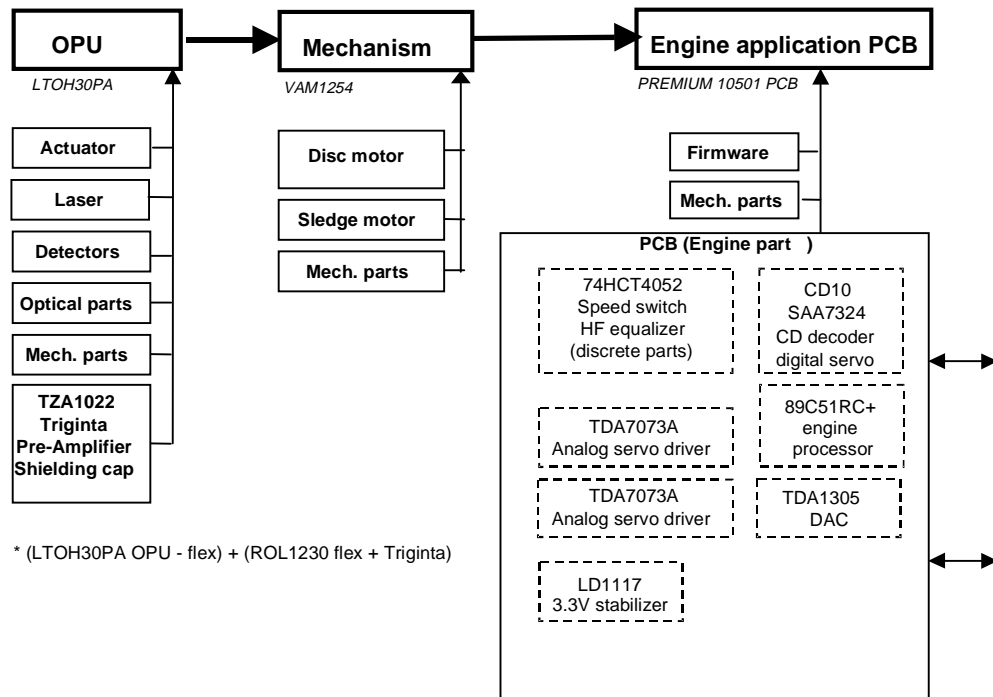 OPU
Mechanism
Engine application PCB
LTOH30PA
VAM1254
PREMIUM 10501 PCB
Actuator
Laser
Detectors
Optical parts
Mech. parts
TZA1022
Triginta
Pre-Amplifier
Shielding cap
Disc motor
Sledge motor
Mech. parts
Firmware
Mech. parts
PCB (Engine part )
74HCT4052
Speed switch
HF equalizer
(discrete parts)
CD10
SAA7324
CD decoder
digital servo
TDA7073A
Analog servo driver
89C51RC+
engine
processor
TDA7073A
Analog servo driver
TDA1305
DAC
LD1117
3.3V stabilizer
* (LTOH30PA OPU - flex) + (ROL1230 flex + Triginta)